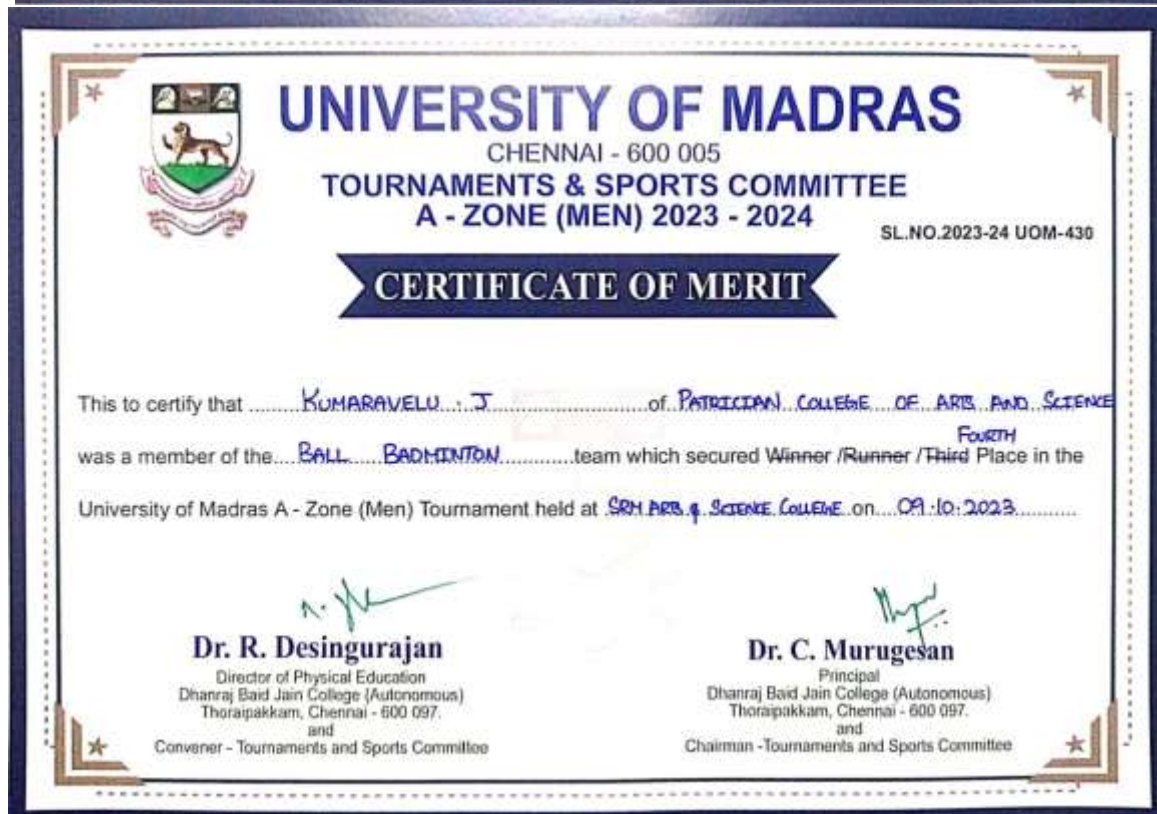 UNIVERSITY OF MADRAS
CHENNAI - 600 005
TOURNAMENTS & SPORTS COMMITTEE
A - ZONE (MEN) 2023 - 2024
SL.NO.2023-24 UOM-430
CERTIFICATE OF MERIT
This to certify that ........KUMARAVELU . J........................of PATRICIAN COLLEGE OF ARTS AND SCIENCE
FOURTH
was a member of the...BALL BADMINTON............team which secured Winner /Runner /Third Place in the
University of Madras A - Zone (Men) Tournament held at SRM ARTS & SCIENCE COLLEGE on....09.10.2023............
Dr. R. Desingurajan
Director of Physical Education
Dhanraj Baid Jain College (Autonomous)
Thoraipakkam, Chennai - 600 097.
and
Convener - Tournaments and Sports Committee
Dr. C. Murugesan
Principal
Dhanraj Baid Jain College (Autonomous)
Thoraipakkam, Chennai - 600 097.
and
Chairman -Tournaments and Sports Committee